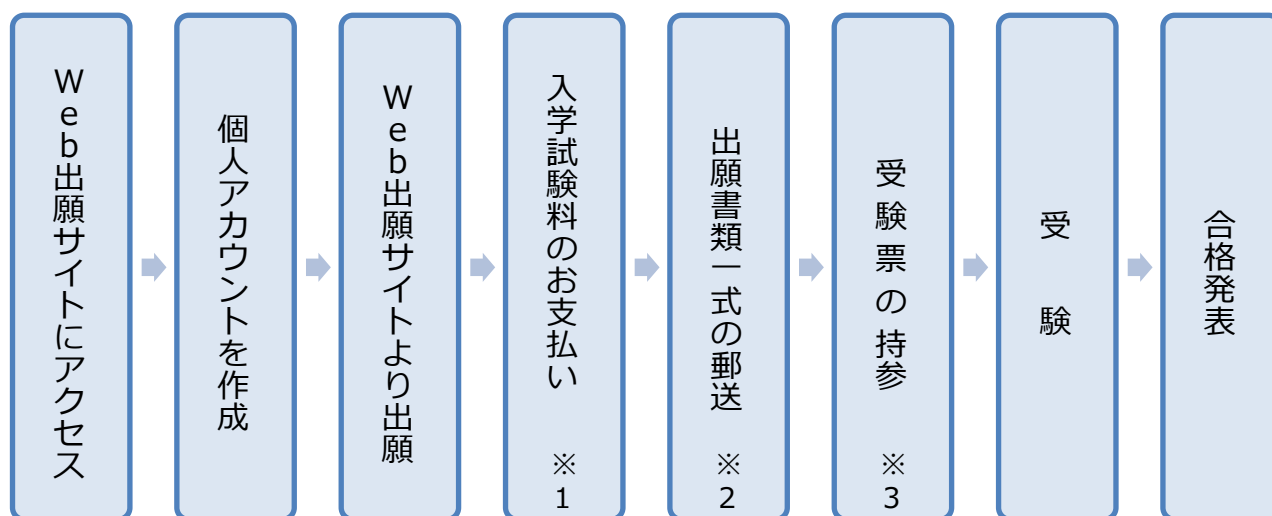 Web出願サイトにアクセス
個人アカウントを作成
Web出願サイトより出願
入学試験料のお支払い ※1
出願書類一式の郵送 ※2
受験票の持参 ※3
受験
合格発表